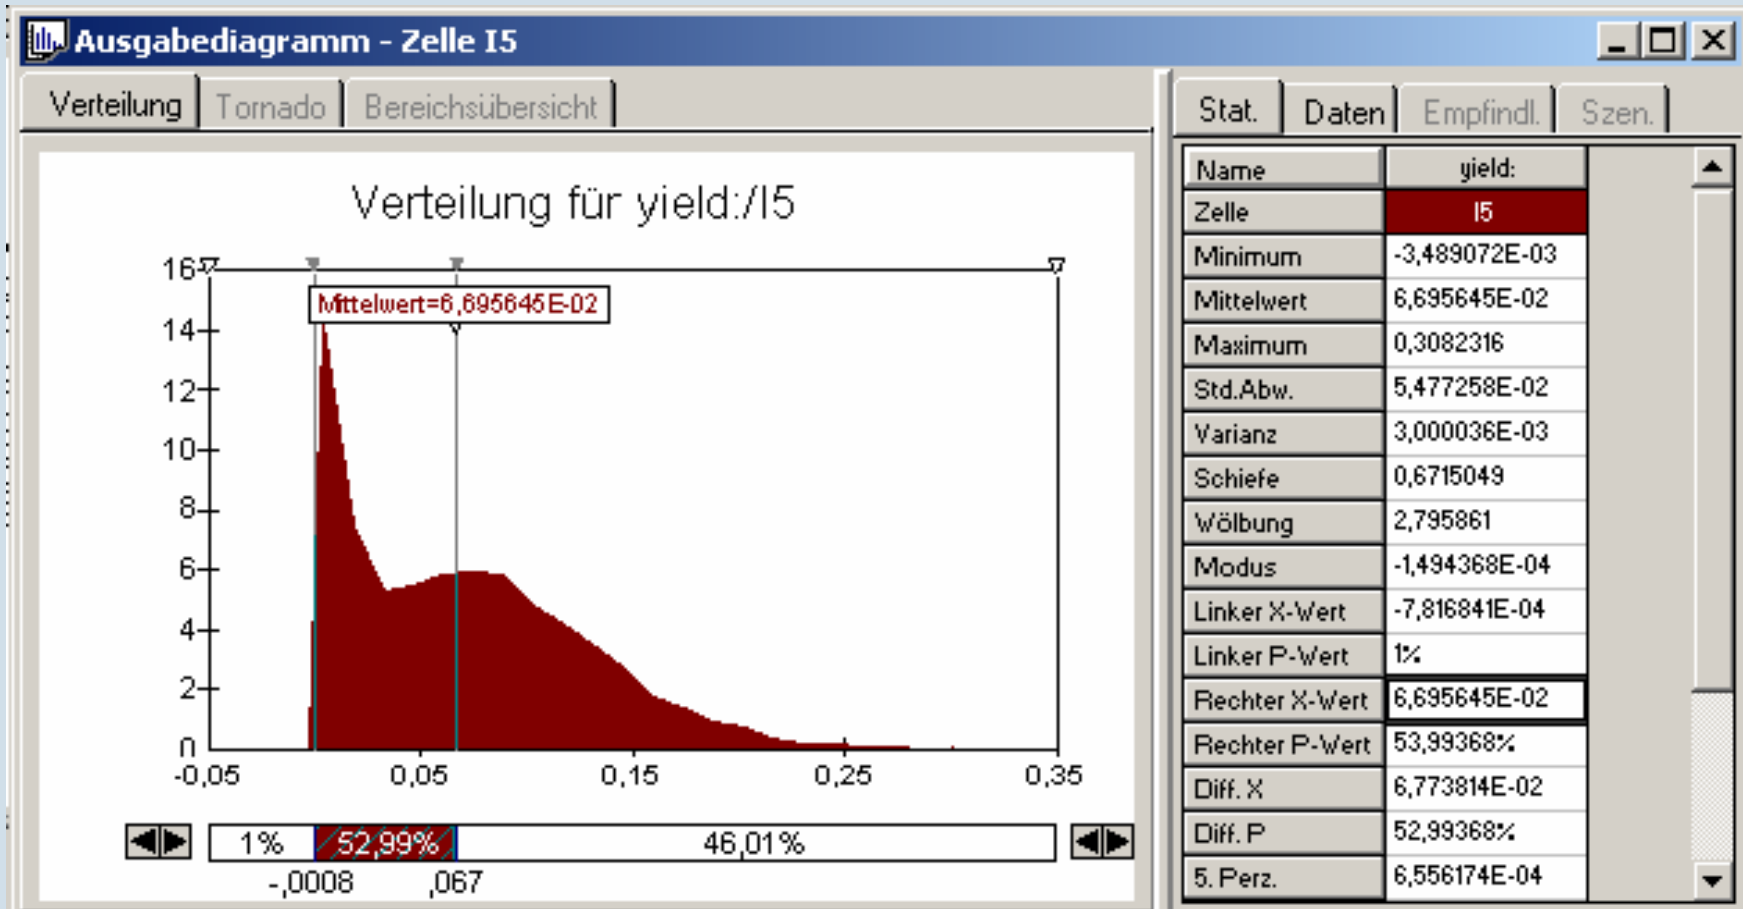 Ausgabediagramm - Zelle I5
Verteilung Tornado Bereichsübersicht
Verteilung für yield:/I5
16
Mittelwert=6,695645E-02
14
12
10
8
6
4
2
0
-0,05 0,05 0,15 0,25 0,35
1% 52,99% 46,01%
-,0008 ,067
Stat. Daten Empfindl. Szen.
Name yield:
Zelle I5
Minimum -3,489072E-03
Mittelwert 6,695645E-02
Maximum 0,3082316
Std.Abw. 5,477258E-02
Varianz 3,000036E-03
Schiefe 0,6715049
Wölbung 2,795861
Modus -1,494368E-04
Linker X-Wert -7,816841E-04
Linker P-Wert 1%
Rechter X-Wert 6,695645E-02
Rechter P-Wert 53,99368%
Diff. X 6,773814E-02
Diff. P 52,99368%
5. Perz. 6,556174E-04